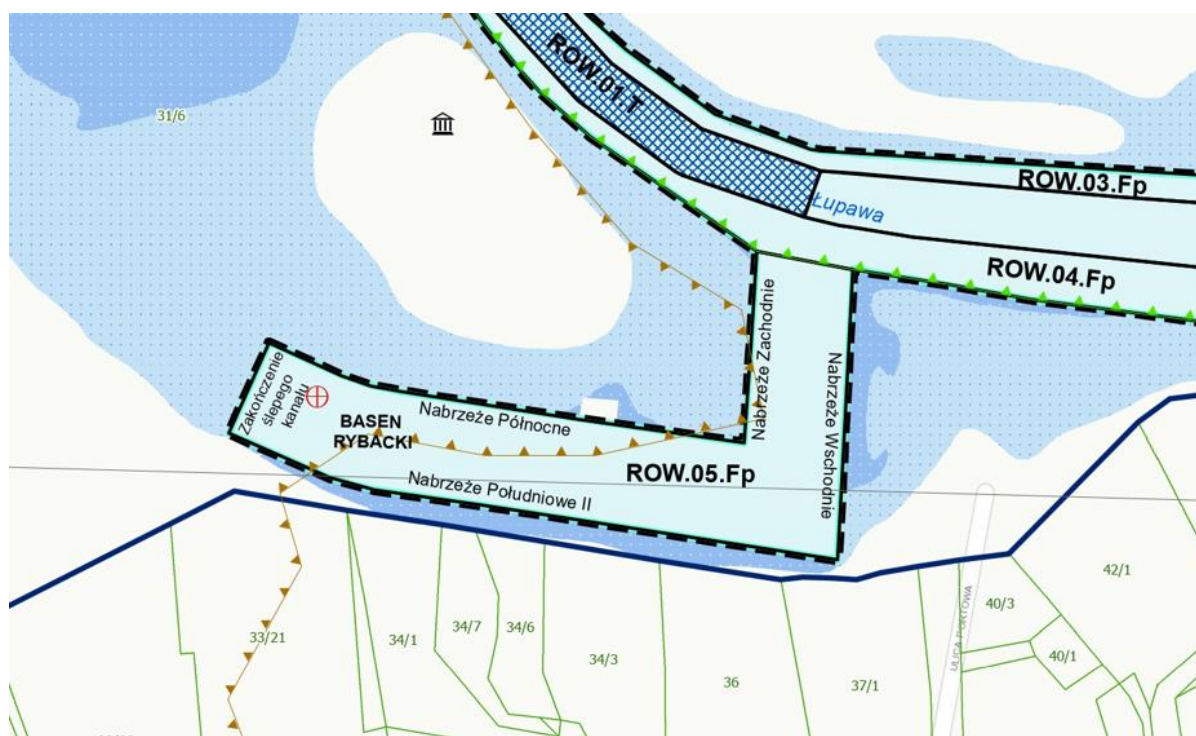 ROW.01.T
31/6
ROW.03.Fp
Łupawa
ROW.04.Fp
Nabrzeże Zachodnie
Nabrzeże Wschodnie
Zakończenie
ślepego
kanału
BASEN
RYBACKI
Nabrzeże Północne
ROW.05.Fp
Nabrzeże Południowe II
42/1
ULICA PORTOWA
40/3
33/21
34/1
34/7
34/6
34/3
36
37/1
40/1